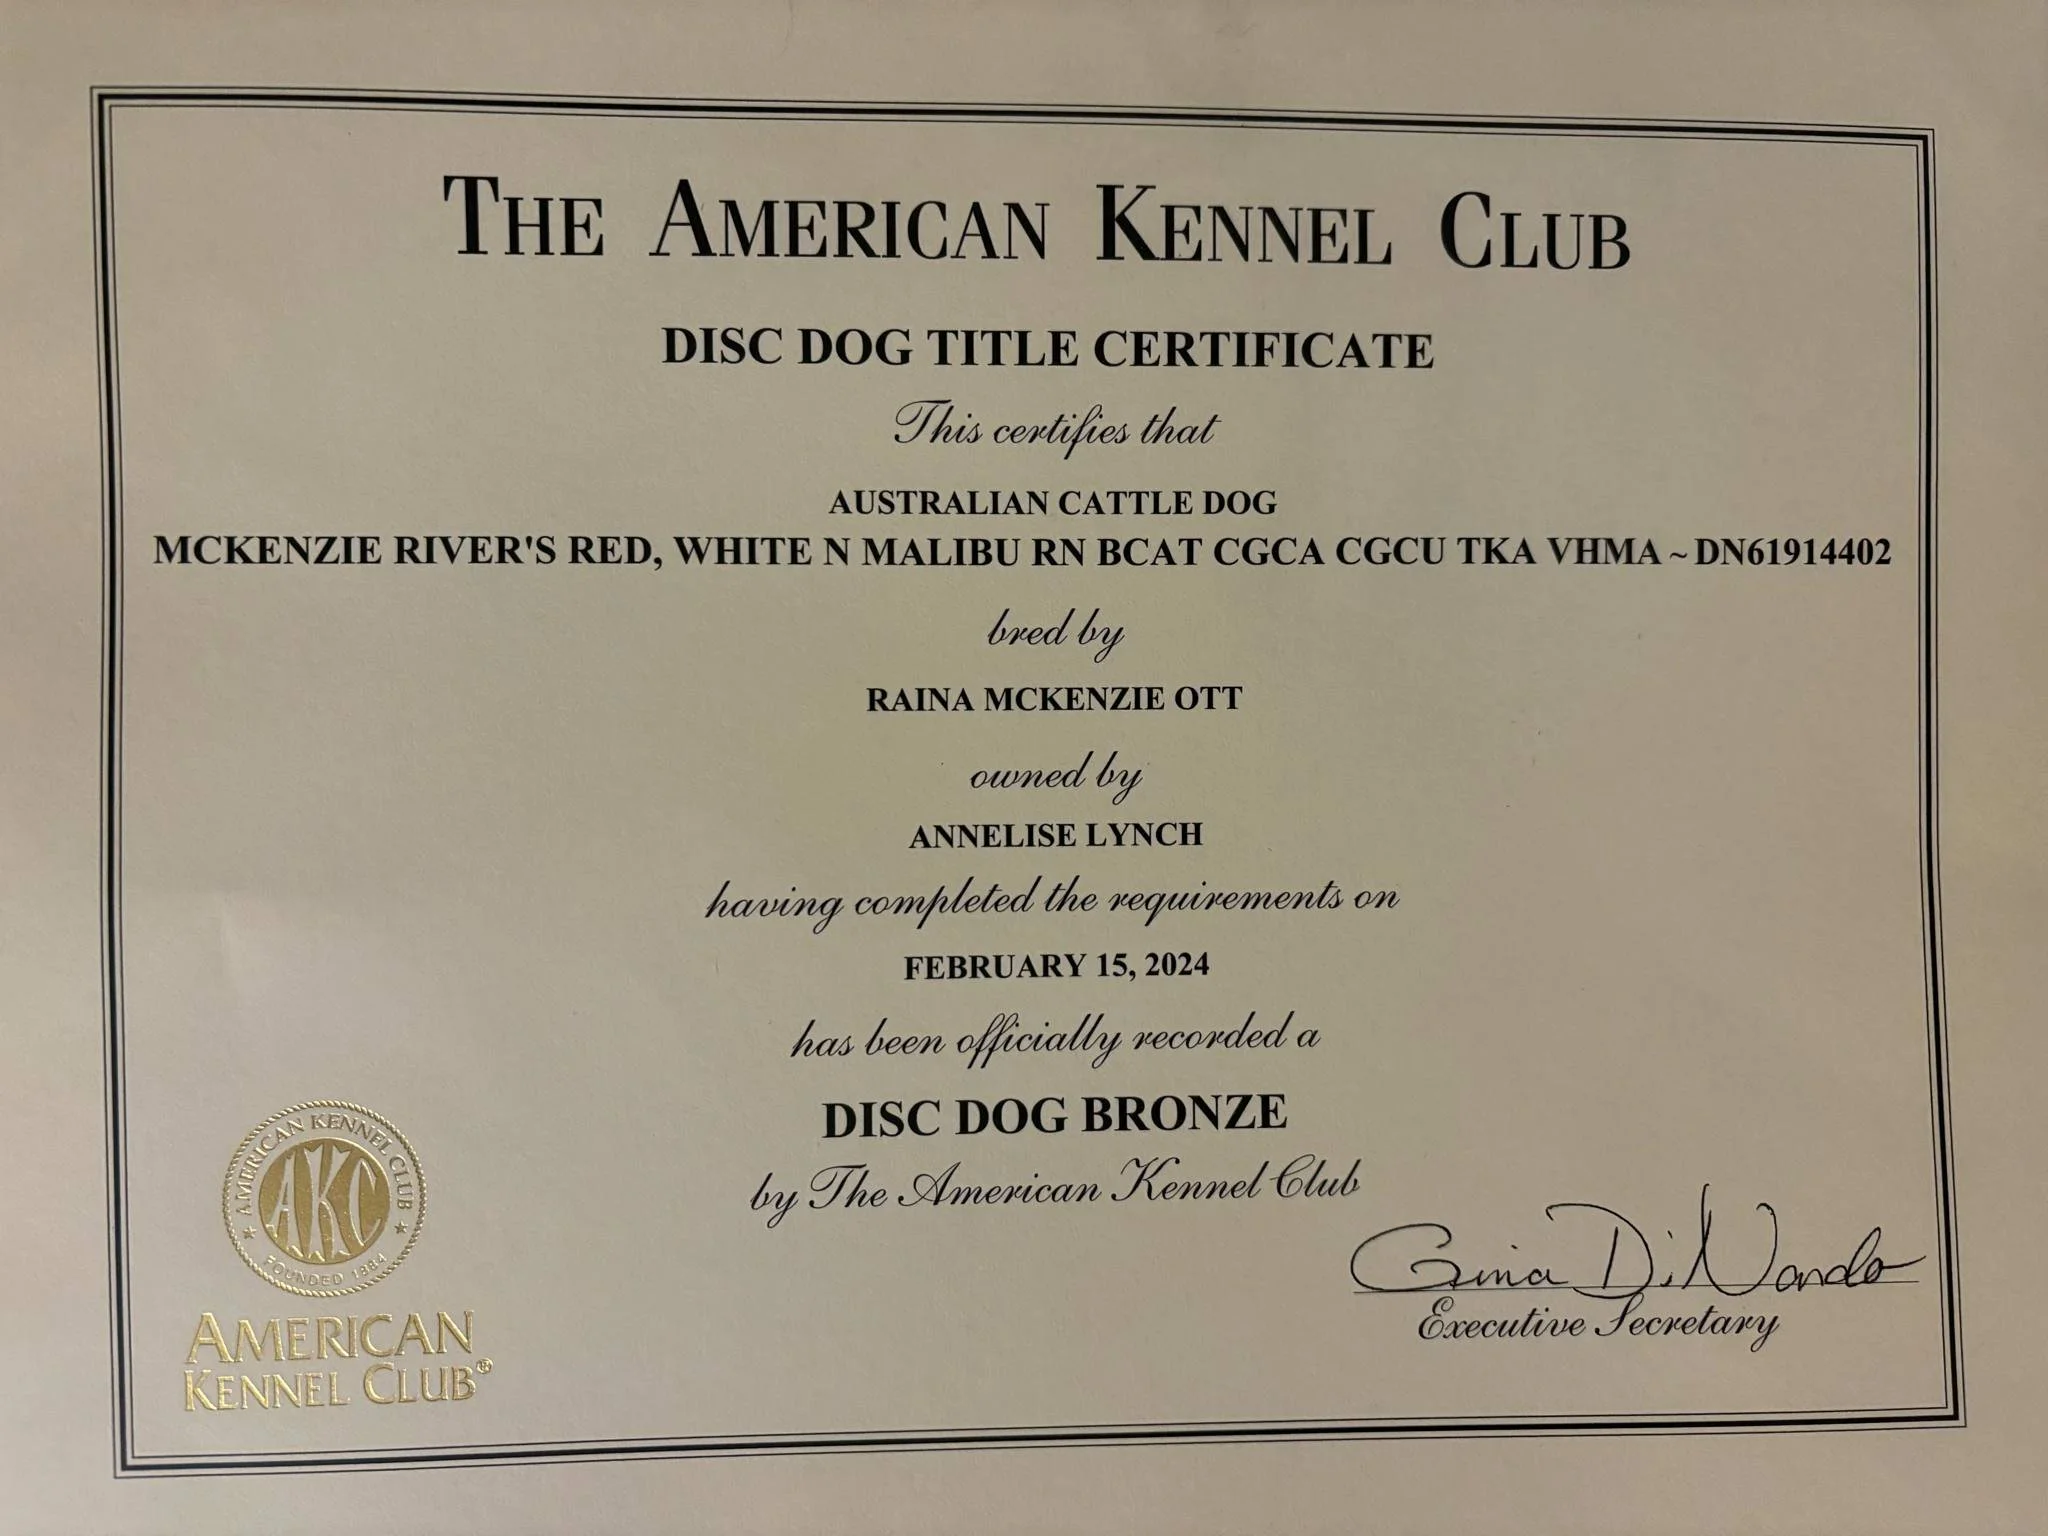 THE AMERICAN KENNEL CLUB
DISC DOG TITLE CERTIFICATE
This certifies that
AUSTRALIAN CATTLE DOG
MCKENZIE RIVER'S RED, WHITE N MALIBU RN BCAT CGCA CGCU TKA VHMA ~ DN61914402
bred by
RAINA MCKENZIE OTT
owned by
ANNELISE LYNCH
having completed the requirements on
FEBRUARY 15, 2024
has been officially recorded a
DISC DOG BRONZE
by The American Kennel Club
AMERICAN KENNEL CLUB
AKC
FOUNDED 1884
AMERICAN
KENNEL CLUB®
Gina DiNardo
Executive Secretary